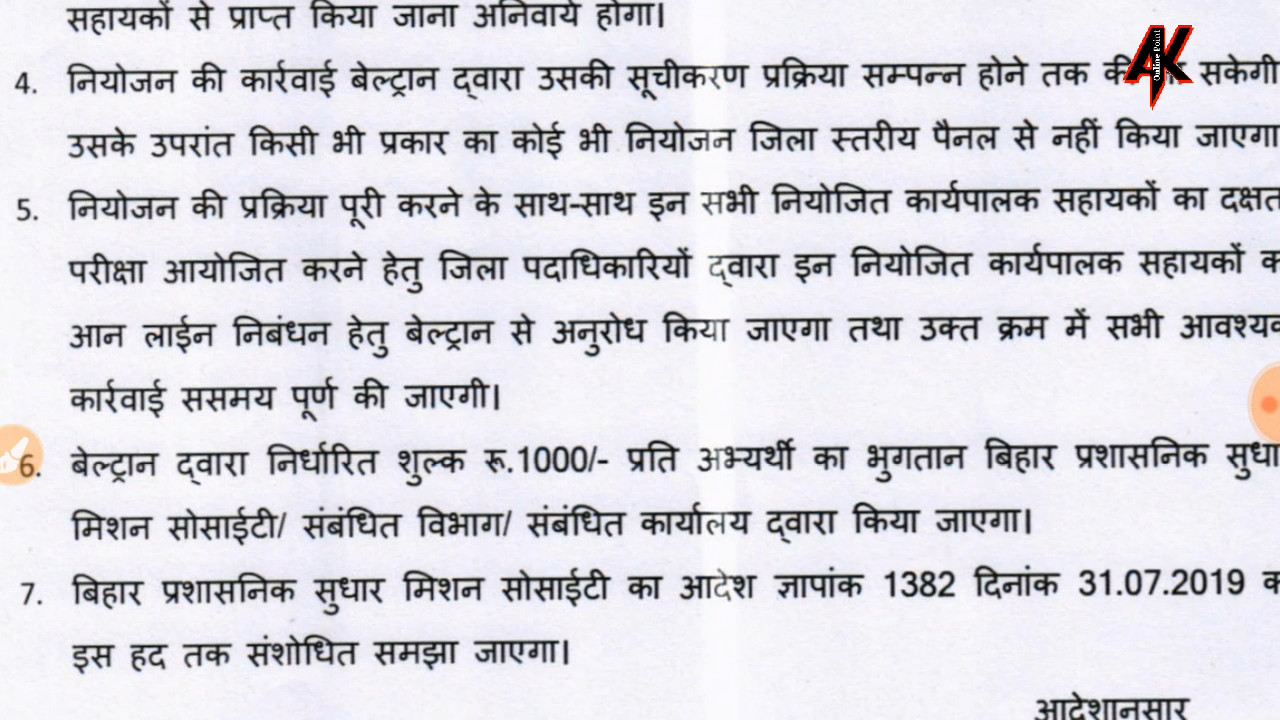 सहायकों से प्राप्त किया जाना अनिवार्य होगा।
AK
Online Point
4. नियोजन की कार्रवाई बेल्ट्रान द्वारा उसकी सूचीकरण प्रक्रिया सम्पन्न होने तक की सकेगी
उसके उपरांत किसी भी प्रकार का कोई भी नियोजन जिला स्तरीय पैनल से नहीं किया जाएगा
5. नियोजन की प्रक्रिया पूरी करने के साथ-साथ इन सभी नियोजित कार्यपालक सहायकों का दक्षत
परीक्षा आयोजित करने हेतु जिला पदाधिकारियों द्वारा इन नियोजित कार्यपालक सहायकों
आन लाईन निबंधन हेतु बेल्ट्रान से अनुरोध किया जाएगा तथा उक्त क्रम में सभी आवश्यक
कार्रवाई ससमय पूर्ण की जाएगी।
6. बेल्ट्रान द्वारा निर्धारित शुल्क रू.1000/- प्रति अभ्यर्थी का भुगतान बिहार प्रशासनिक सुधा
मिशन सोसाईटी/ संबंधित विभाग/ संबंधित कार्यालय द्वारा किया जाएगा।
7. बिहार प्रशासनिक सुधार मिशन सोसाईटी का आदेश ज्ञापांक 1382 दिनांक 31.07.2019
इस हद तक संशोधित समझा जाएगा।
आदेशानुसार